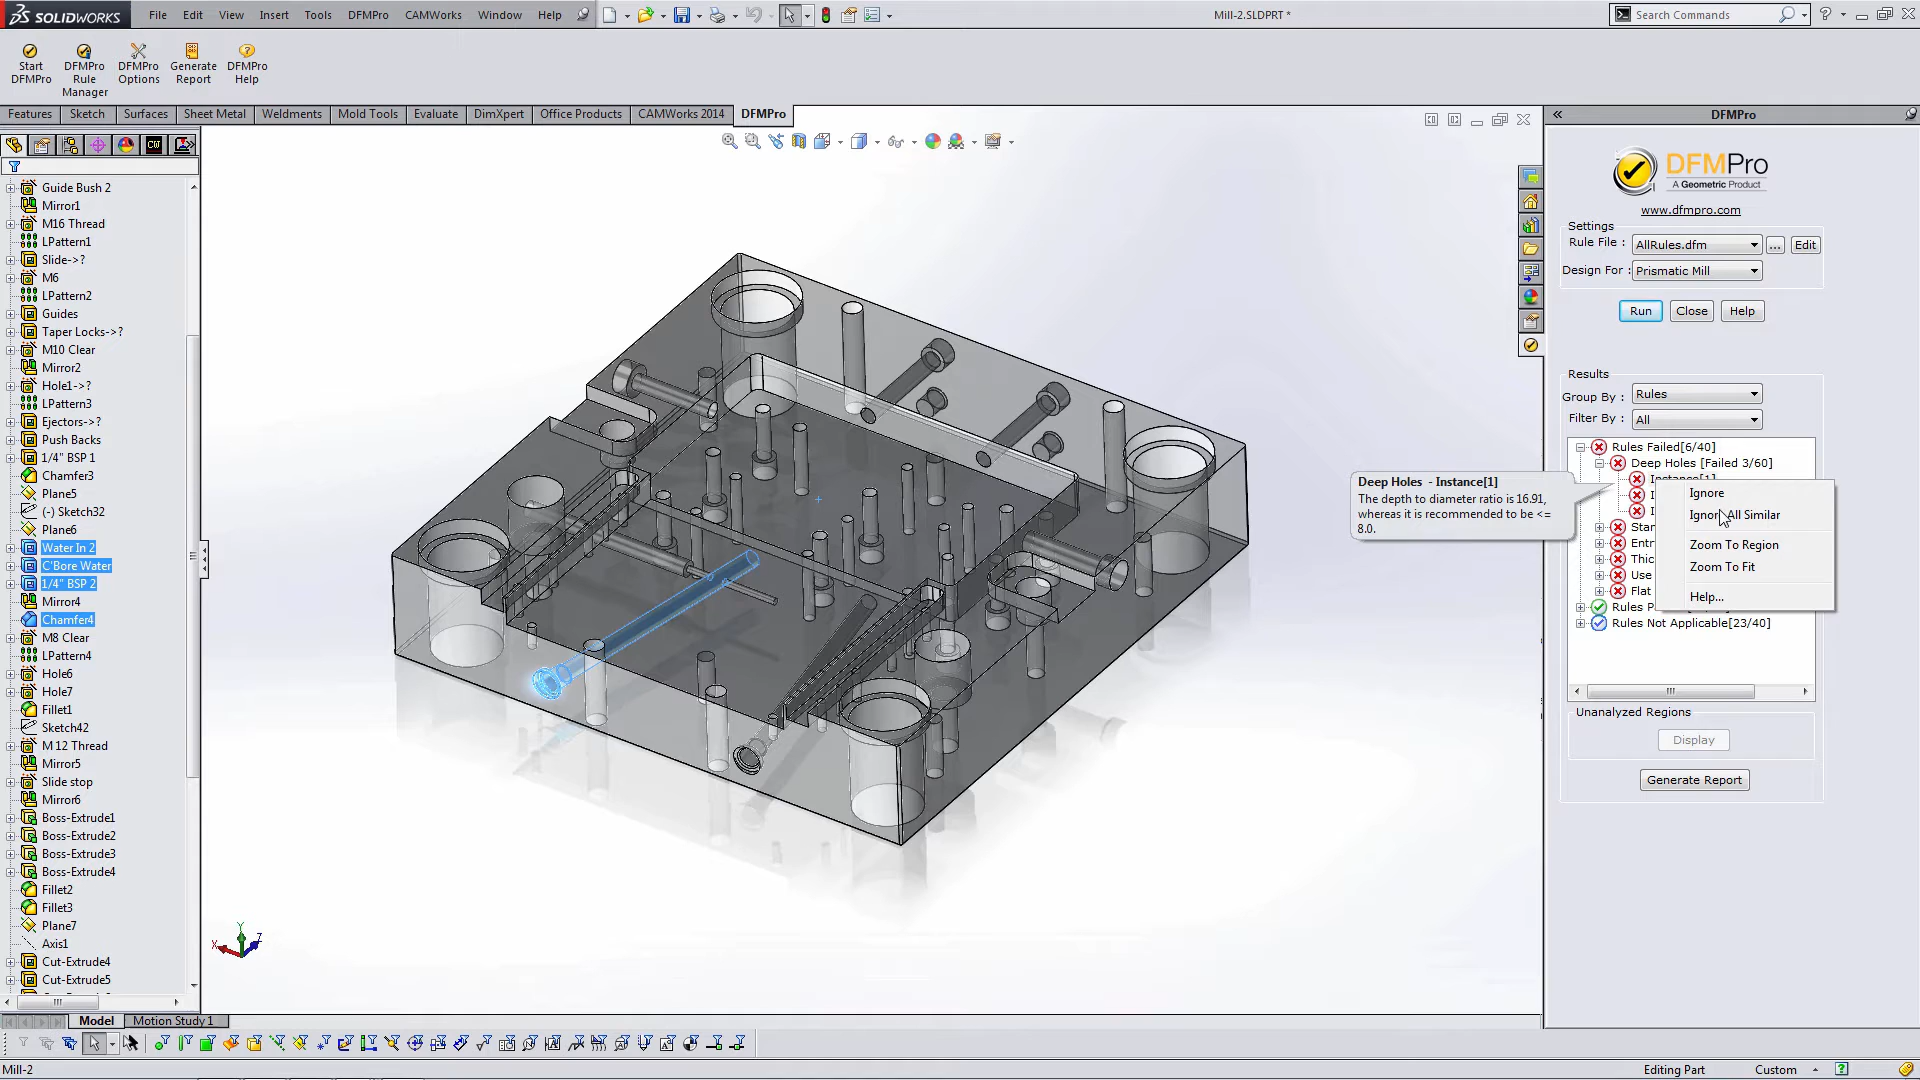 SOLIDWORKS
File
Edit
View
Insert
Tools
DFMPro
CAMWorks
Window
Help
Mill-2.SLDPRT *
Search Commands
Start
DFMPro
DFMPro
Rule
Manager
DFMPro
Options
Generate
Report
DFMPro
Help
Features
Sketch
Surfaces
Sheet Metal
Weldments
Mold Tools
Evaluate
DimXpert
Office Products
CAMWorks 2014
DFMPro
Guide Bush 2
Mirror1
M16 Thread
LPattern1
Slide->?
M6
LPattern2
Guides
Taper Locks->?
M10 Clear
Mirror2
Hole1->?
LPattern3
Ejectors->?
Push Backs
1/4" BSP 1
Chamfer3
Plane5
(-) Sketch32
Plane6
Water In 2
C'Bore Water
1/4" BSP 2
Mirror4
Chamfer4
M8 Clear
LPattern4
Hole6
Hole7
Fillet1
Sketch42
M 12 Thread
Mirror5
Slide stop
Mirror6
Boss-Extrude1
Boss-Extrude2
Boss-Extrude3
Boss-Extrude4
Fillet2
Fillet3
Plane7
Axis1
Cut-Extrude4
Cut-Extrude5
Y
X
Z
Deep Holes - Instance[1]
The depth to diameter ratio is 16.91,
whereas it is recommended to be <=
8.0.
DFMPro
DFMPro
A Geometric Product
www.dfmpro.com
Settings
Rule File :
AllRules.dfm
...
Edit
Design For :
Prismatic Mill
Run
Close
Help
Results
Group By :
Rules
Filter By :
All
Rules Failed[6/40]
Deep Holes [Failed 3/60]
Instance[1]
I
I
Star
Entr
Thic
Use
Flat
Rules P
Rules Not Applicable[23/40]
Ignore
Ignore All Similar
Zoom To Region
Zoom To Fit
Help...
Unanalyzed Regions
Display
Generate Report
Model
Motion Study 1
Mill-2
Editing Part
Custom